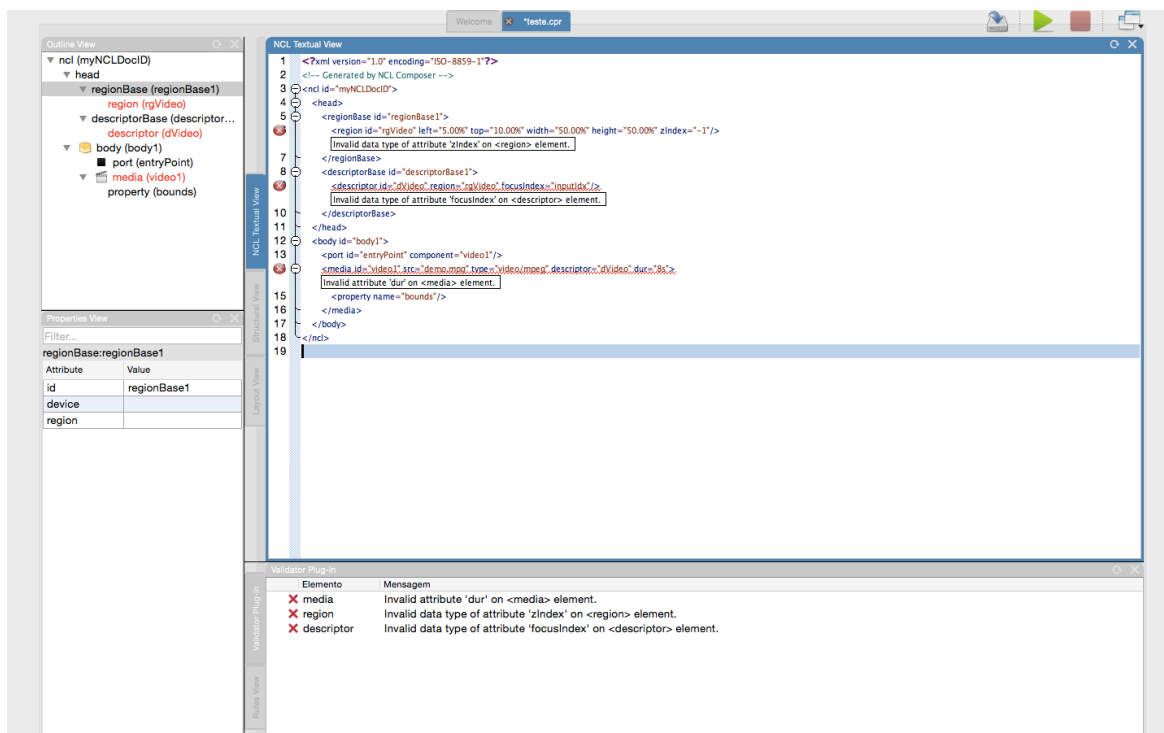 Welcome
*teste.cpr
Outline View
ncl (myNCLDocID)
head
regionBase (regionBase1)
region (rgVideo)
descriptorBase (descriptor...
descriptor (dVideo)
body (body1)
port (entryPoint)
media (video1)
property (bounds)
Properties View
Filter...
regionBase:regionBase1
Attribute Value
id regionBase1
device
region
NCL Textual View
Structural View
Layout View
NCL Textual View
1 <?xml version="1.0" encoding="ISO-8859-1"?>
2 <!-- Generated by NCL Composer -->
3 <ncl id="myNCLDocID">
4 <head>
5 <regionBase id="regionBase1">
<region id="rgVideo" left="5.00%" top="10.00%" width="50.00%" height="50.00%" zIndex="-1"/>
Invalid data type of attribute 'zIndex' on <region> element.
7 </regionBase>
8 <descriptorBase id="descriptorBase1">
<descriptor id="dVideo" region="rgVideo" focusIndex="inputIdx"/>
Invalid data type of attribute 'focusIndex' on <descriptor> element.
10 </descriptorBase>
11 </head>
12 <body id="body1">
13 <port id="entryPoint" component="video1"/>
<media id="video1" src="demo.mpg" type="video/mpeg" descriptor="dVideo" dur="8s">
Invalid attribute 'dur' on <media> element.
15 <property name="bounds"/>
16 </media>
17 </body>
18 </ncl>
19
Validator Plug-in
Rules View
Validator Plug-in
Elemento Mensagem
media Invalid attribute 'dur' on <media> element.
region Invalid data type of attribute 'zIndex' on <region> element.
descriptor Invalid data type of attribute 'focusIndex' on <descriptor> element.